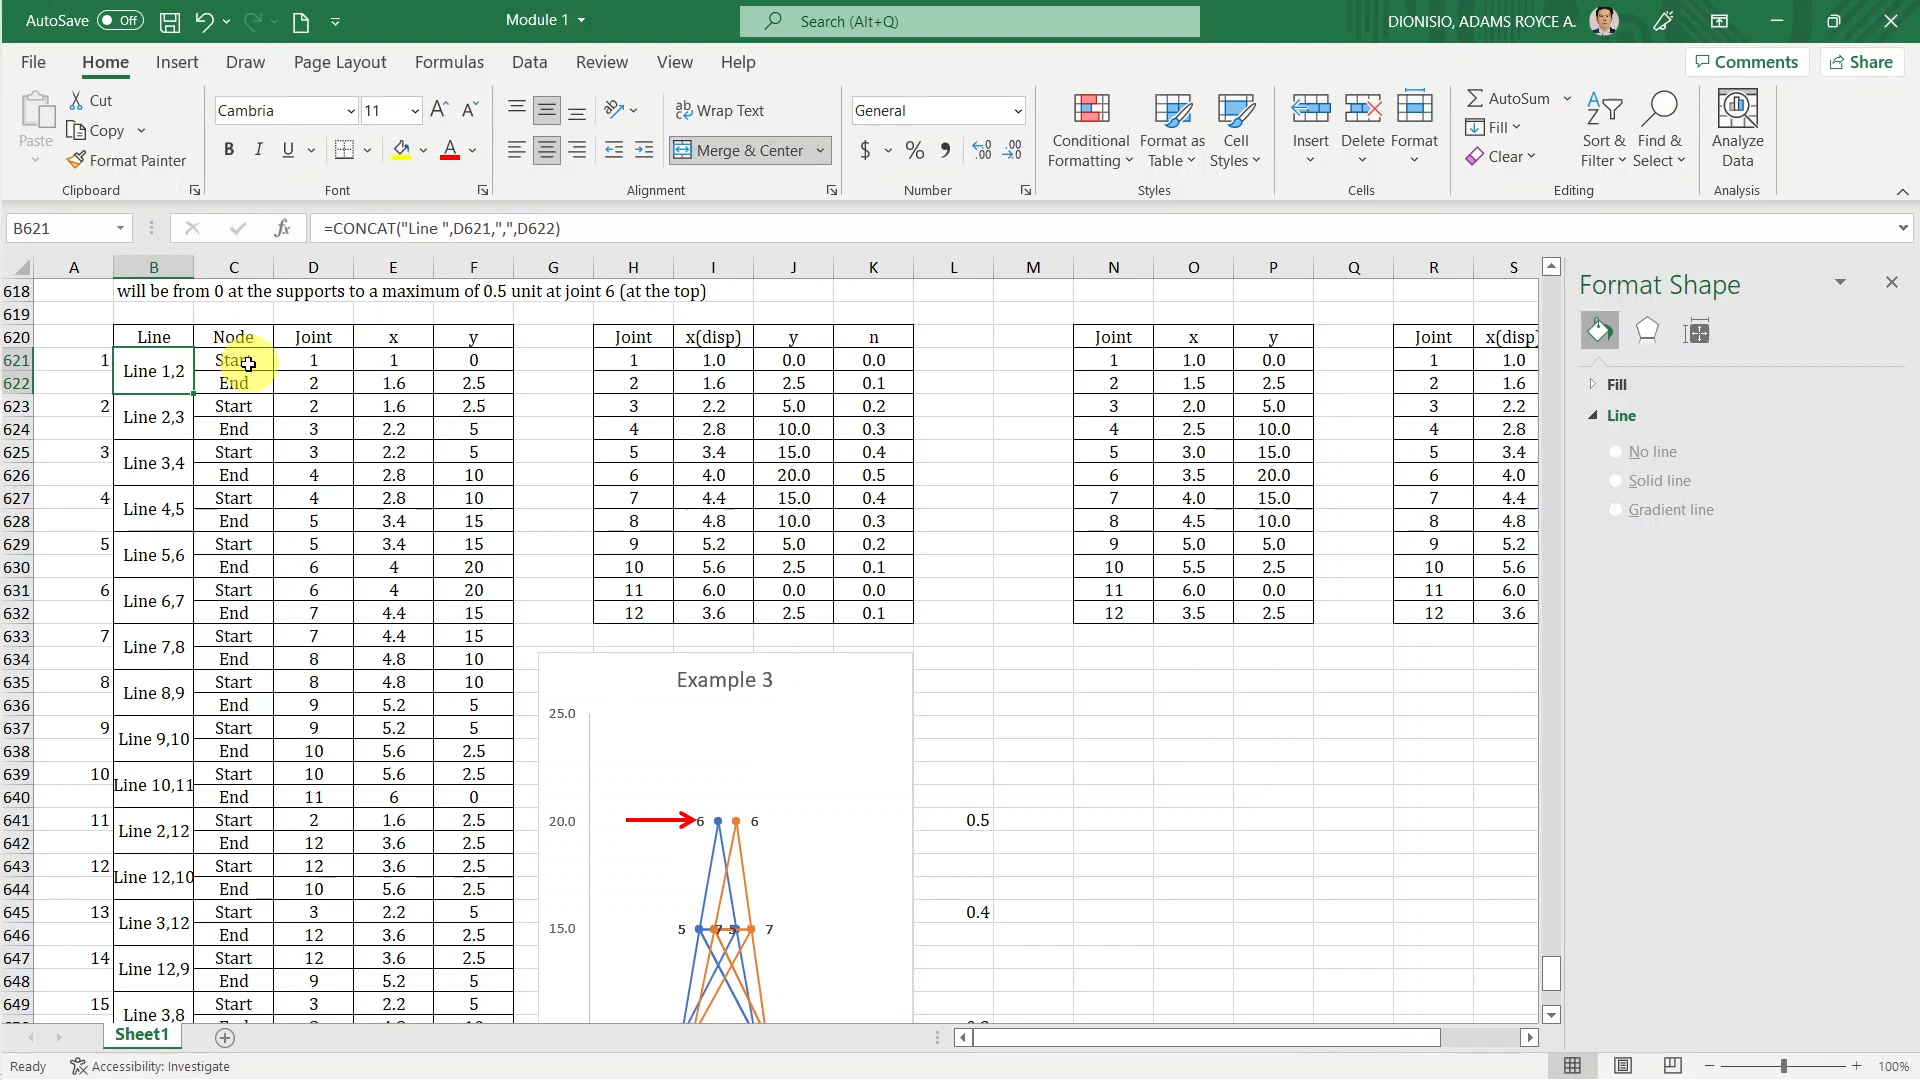 AutoSave Off Module 1 Search (Alt+Q) DIONISIO, ADAMS ROYCE A.
File Home Insert Draw Page Layout Formulas Data Review View Help Comments Share
Paste Cut Copy Format Painter Clipboard
Cambria 11 B I U Font
ab Wrap Text Merge & Center Alignment
General $ % Number
Conditional Formatting Format as Table Cell Styles Styles
Insert Delete Format Cells
AutoSum Fill Clear Sort & Filter Find & Select Editing
Analyze Data Analysis
B621 fx =CONCAT("Line ",D621,",",D622)
A B C D E F G H I J K L M N O P Q R S
618 will be from 0 at the supports to a maximum of 0.5 unit at joint 6 (at the top)
619
620 Line Node Joint x y Joint x(disp) y n Joint x y Joint x(disp)
621 1 Line 1,2 Start 1 1 0 1 1.0 0.0 0.0 1 1.0 0.0 1 1.0
622 End 2 1.6 2.5 2 1.6 2.5 0.1 2 1.5 2.5 2 1.6
623 2 Line 2,3 Start 2 1.6 2.5 3 2.2 5.0 0.2 3 2.0 5.0 3 2.2
624 End 3 2.2 5 4 2.8 10.0 0.3 4 2.5 10.0 4 2.8
625 3 Line 3,4 Start 3 2.2 5 5 3.4 15.0 0.4 5 3.0 15.0 5 3.4
626 End 4 2.8 10 6 4.0 20.0 0.5 6 3.5 20.0 6 4.0
627 4 Line 4,5 Start 4 2.8 10 7 4.4 15.0 0.4 7 4.0 15.0 7 4.4
628 End 5 3.4 15 8 4.8 10.0 0.3 8 4.5 10.0 8 4.8
629 5 Line 5,6 Start 5 3.4 15 9 5.2 5.0 0.2 9 5.0 5.0 9 5.2
630 End 6 4 20 10 5.6 2.5 0.1 10 5.5 2.5 10 5.6
631 6 Line 6,7 Start 6 4 20 11 6.0 0.0 0.0 11 6.0 0.0 11 6.0
632 End 7 4.4 15 12 3.6 2.5 0.1 12 3.5 2.5 12 3.6
633 7 Line 7,8 Start 7 4.4 15
634 End 8 4.8 10
635 8 Line 8,9 Start 8 4.8 10
636 End 9 5.2 5
637 9 Line 9,10 Start 9 5.2 5
638 End 10 5.6 2.5
639 10 Line 10,11 Start 10 5.6 2.5
640 End 11 6 0
641 11 Line 2,12 Start 2 1.6 2.5 0.5
642 End 12 3.6 2.5
643 12 Line 12,10 Start 12 3.6 2.5
644 End 10 5.6 2.5
645 13 Line 3,12 Start 3 2.2 5 0.4
646 End 12 3.6 2.5
647 14 Line 12,9 Start 12 3.6 2.5
648 End 9 5.2 5
649 15 Line 3,8 Start 3 2.2 5
Example 3
25.0
20.0 6 6
15.0 5 7 5 7
Format Shape
Fill
Line
No line
Solid line
Gradient line
Sheet1
Ready Accessibility: Investigate 100%